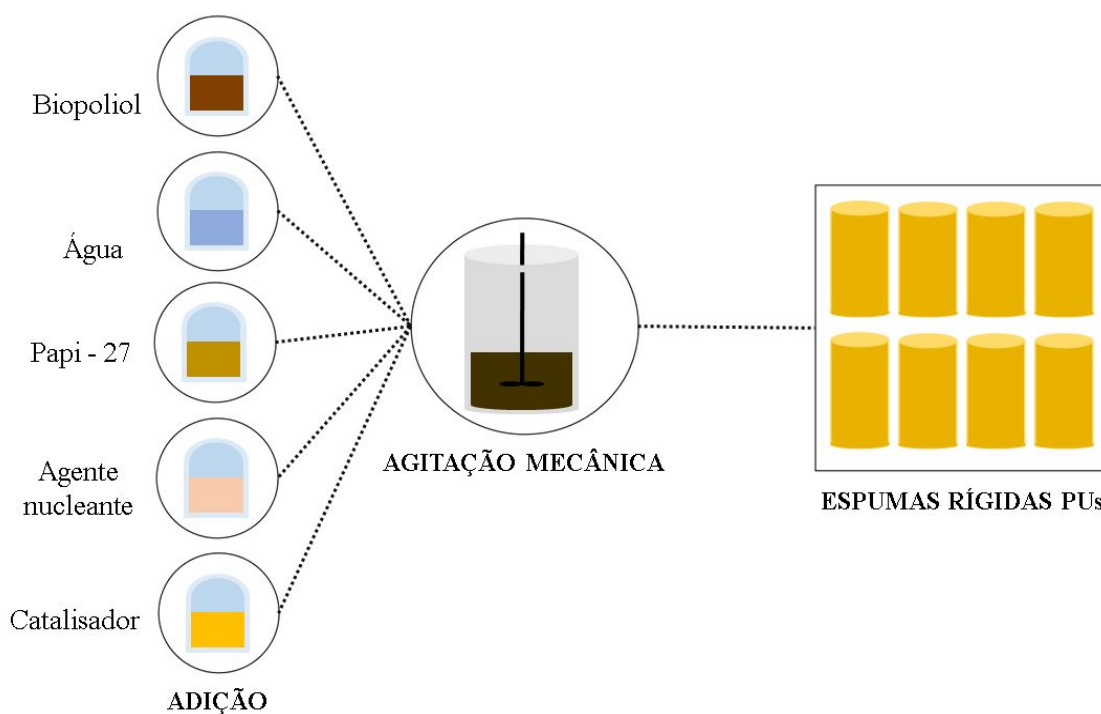 Biopoliol
Água
Papi - 27
Agente
nucleante
Catalisador
ADIÇÃO
AGITAÇÃO MECÂNICA
ESPUMAS RÍGIDAS PUs